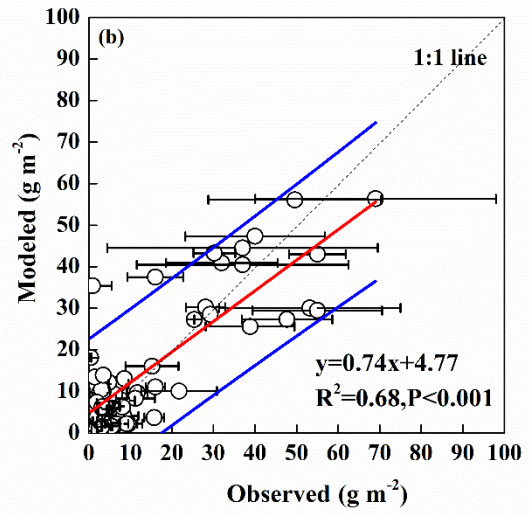 (b)
1:1 line
100
90
80
70
60
50
40
30
20
10
0
Modeled (g m⁻²)
y=0.74x+4.77
R²=0.68,P<0.001
0 10 20 30 40 50 60 70 80 90 100
Observed (g m⁻²)